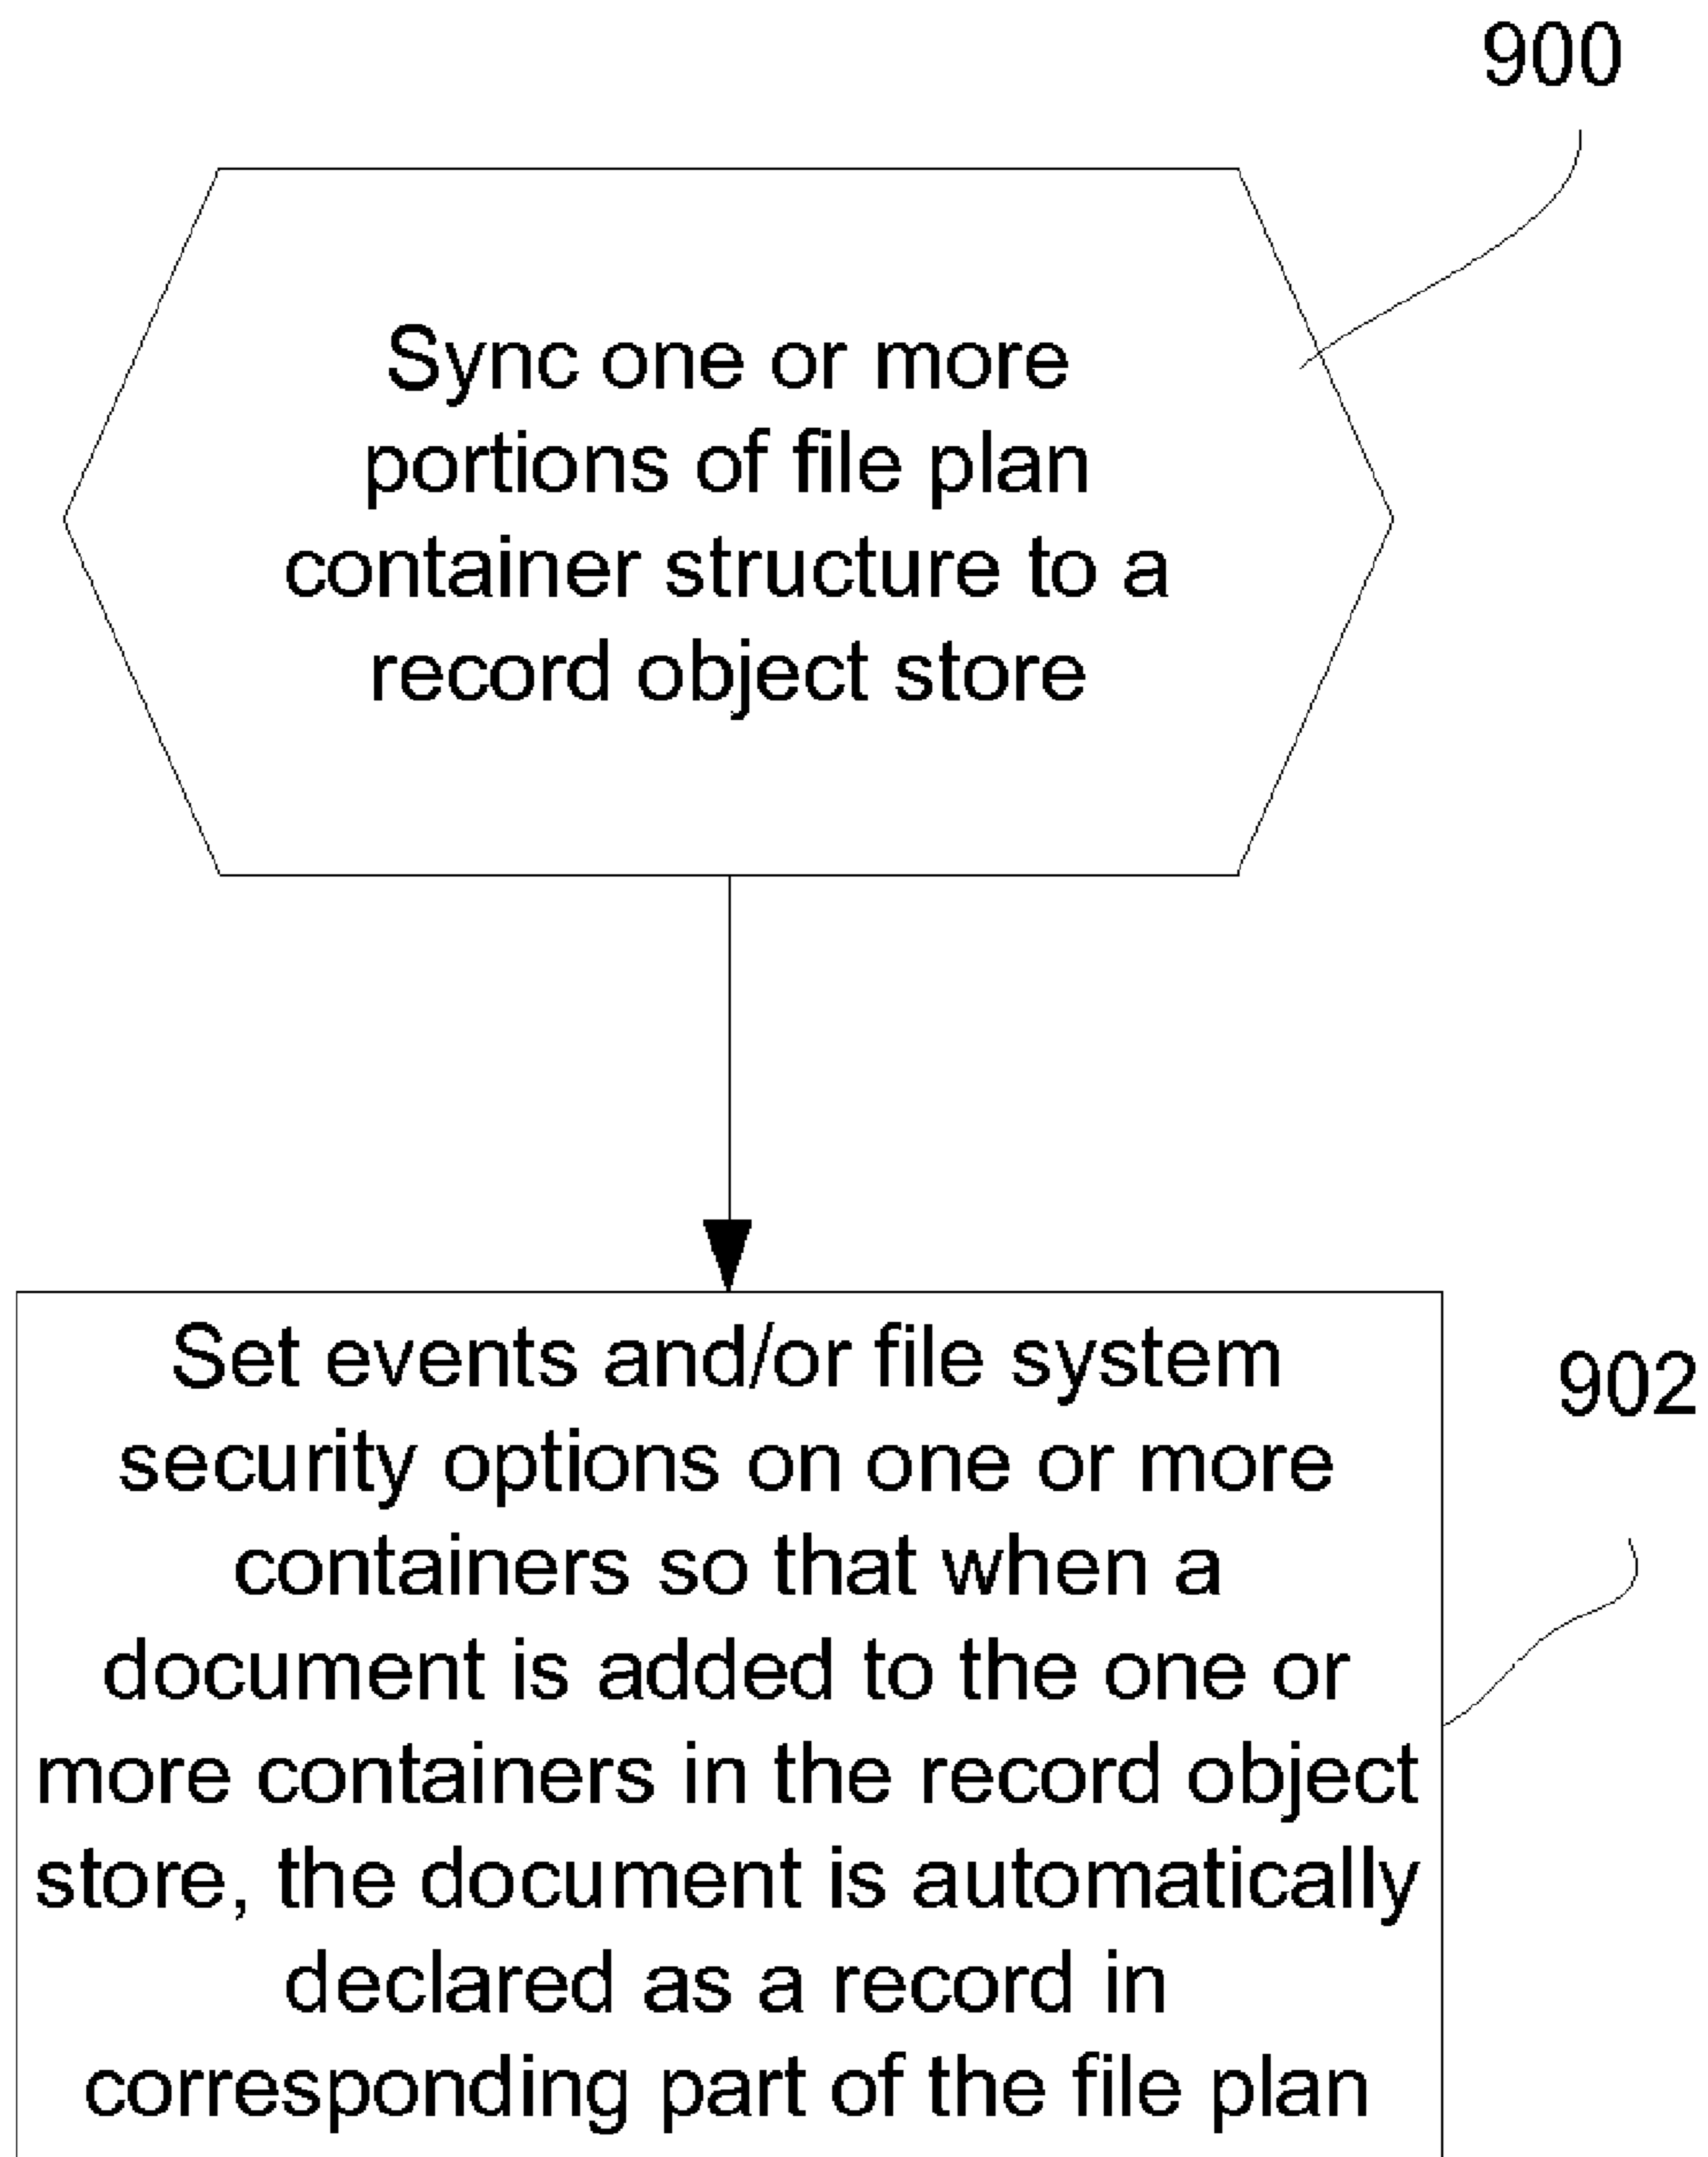 900
Sync one or more
portions of file plan
container structure to a
record object store
Set events and/or file system
902
security options on one or more
containers so that when a
document is added to the one or
more containers in the record object
store, the document is automatically
declared as a record in
corresponding part of the file plan